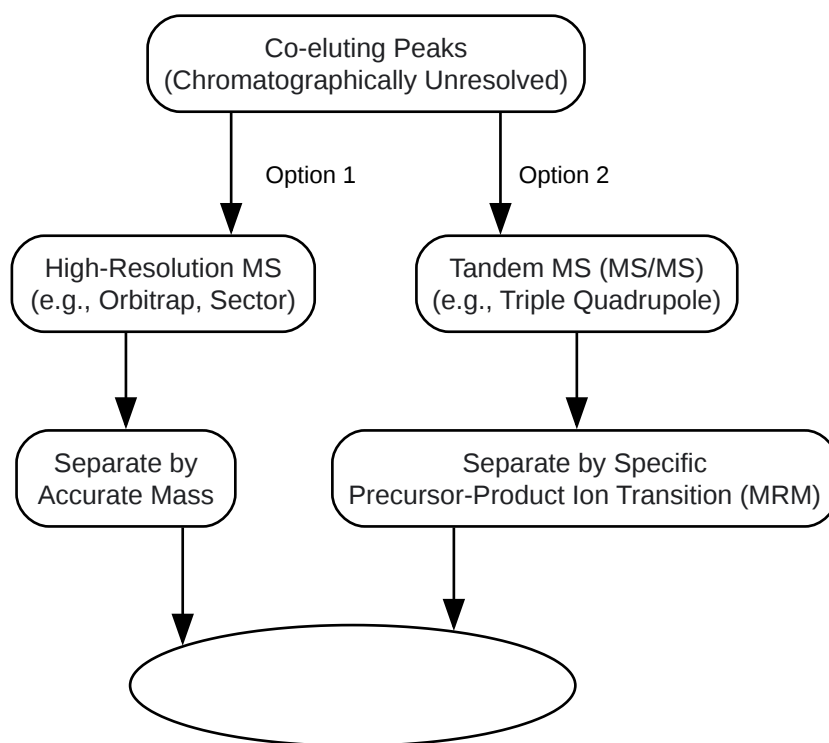 Co-eluting Peaks
(Chromatographically Unresolved)
Option 1
Option 2
High-Resolution MS
(e.g., Orbitrap, Sector)
Tandem MS (MS/MS)
(e.g., Triple Quadrupole)
Separate by
Accurate Mass
Separate by Specific
Precursor-Product Ion Transition (MRM)